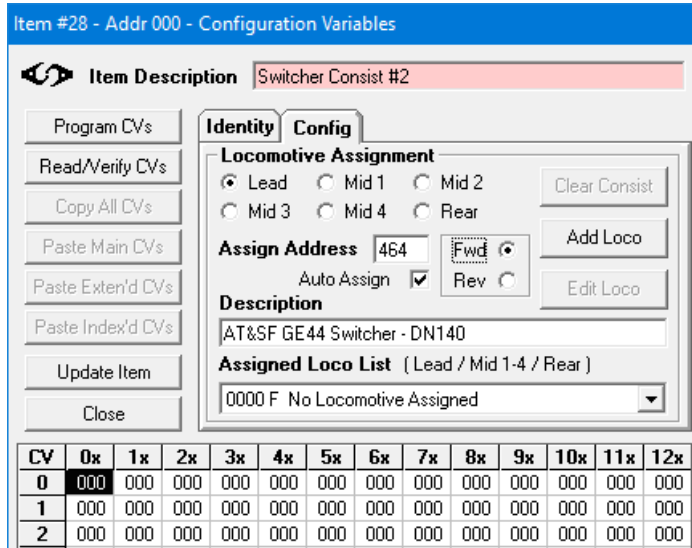 Item #28 - Addr 000 - Configuration Variables
Item Description Switcher Consist #2
Program CVs
Read/Verify CVs
Copy All CVs
Paste Main CVs
Paste Exten'd CVs
Paste Index'd CVs
Update Item
Close
Identity Config
Locomotive Assignment
Lead Mid 1 Mid 2
Mid 3 Mid 4 Rear
Clear Consist
Assign Address 464 Fwd
Add Loco
Auto Assign Rev
Edit Loco
Description
AT&SF GE44 Switcher - DN140
Assigned Loco List ( Lead / Mid 1-4 / Rear )
0000 F No Locomotive Assigned
CV 0x 1x 2x 3x 4x 5x 6x 7x 8x 9x 10x 11x 12x
0 000 000 000 000 000 000 000 000 000 000 000 000 000
1 000 000 000 000 000 000 000 000 000 000 000 000 000
2 000 000 000 000 000 000 000 000 000 000 000 000 000